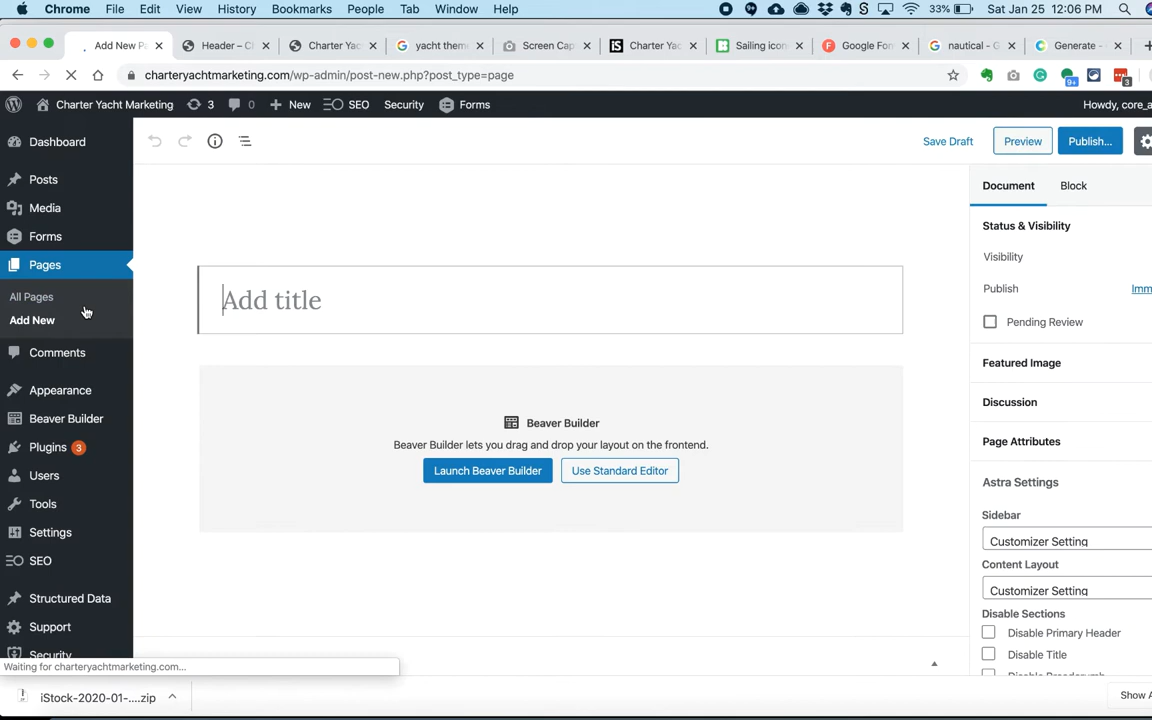 Chrome File Edit View History Bookmarks People Tab Window Help 33% Sat Jan 25 12:06 PM
Add New P Header – C Charter Yac yacht them Screen Cap Charter Yac Sailing icon Google Fon nautical - G Generate -
charteryachtmarketing.com/wp-admin/post-new.php?post_type=page
Charter Yacht Marketing 3 0 New SEO Security Forms Howdy, core_a
Dashboard
Posts
Media
Forms
Pages
All Pages
Add New
Comments
Appearance
Beaver Builder
Plugins 3
Users
Tools
Settings
SEO
Structured Data
Support
Security
Save Draft Preview Publish...
Add title
Beaver Builder
Beaver Builder lets you drag and drop your layout on the frontend.
Launch Beaver Builder Use Standard Editor
Document Block
Status & Visibility
Visibility
Publish Imm
Pending Review
Featured Image
Discussion
Page Attributes
Astra Settings
Sidebar
Customizer Setting
Content Layout
Customizer Setting
Disable Sections
Disable Primary Header
Disable Title
Disable Breadcrumb
Waiting for charteryachtmarketing.com...
iStock-2020-01-....zip Show A